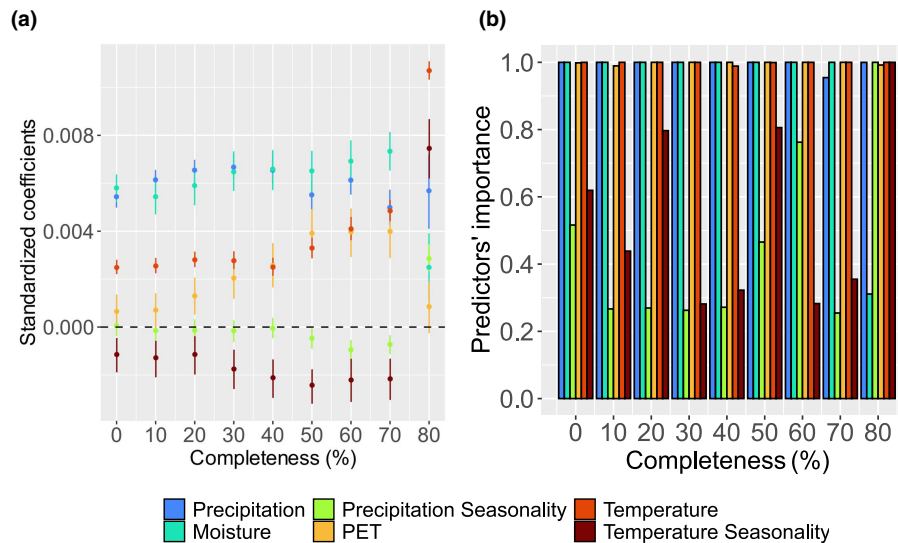 (a)
(b)
Standardized coefficients
0.008
0.004
0.000
0 10 20 30 40 50 60 70 80
Completeness (%)
Predictors' importance
1.0
0.8
0.6
0.4
0.2
0.0
0 10 20 30 40 50 60 70 80
Completeness (%)
Precipitation Precipitation Seasonality Temperature
Moisture PET Temperature Seasonality